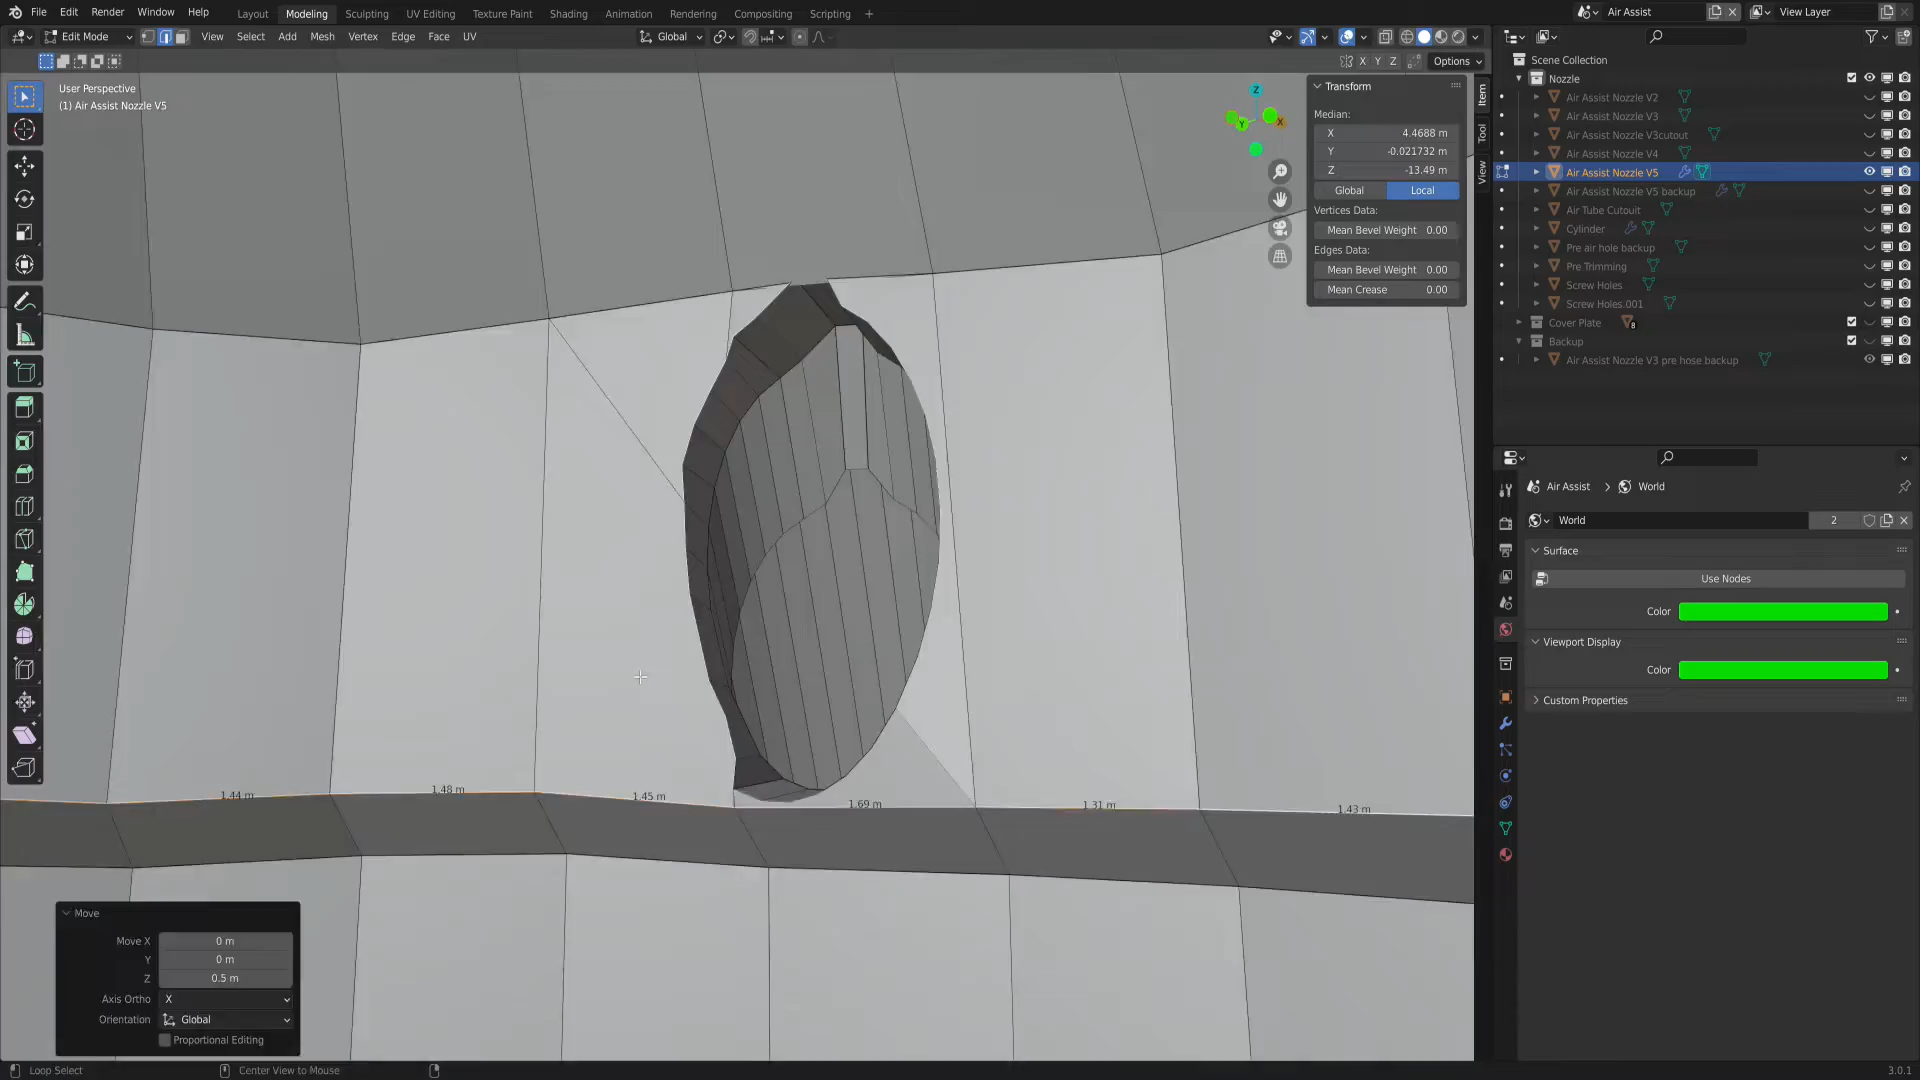 File Edit Render Window Help Layout Modeling Sculpting UV Editing Texture Paint Shading Animation Rendering Compositing Scripting +
Air Assist
View Layer
Edit Mode View Select Add Mesh Vertex Edge Face UV
Global
X Y Z Options
User Perspective
(1) Air Assist Nozzle V5
Z
Y
X
Transform
Median:
X 4.4688 m
Y -0.021732 m
Z -13.49 m
Global Local
Vertices Data:
Mean Bevel Weight 0.00
Edges Data:
Mean Bevel Weight 0.00
Mean Crease 0.00
Item
Tool
View
Scene Collection
Nozzle
Air Assist Nozzle V2
Air Assist Nozzle V3
Air Assist Nozzle V3cutout
Air Assist Nozzle V4
Air Assist Nozzle V5
Air Assist Nozzle V5 backup
Air Tube Cutouit
Cylinder
Pre air hole backup
Pre Trimming
Screw Holes
Screw Holes.001
Cover Plate 8
Backup
Air Assist Nozzle V3 pre hose backup
Air Assist > World
World 2
Surface
Use Nodes
Color
Viewport Display
Color
Custom Properties
1.44 m
1.48 m
1.45 m
1.69 m
1.31 m
1.43 m
Move
Move X 0 m
Y 0 m
Z 0.5 m
Axis Ortho X
Orientation Global
Proportional Editing
Loop Select
Center View to Mouse
3.0.1